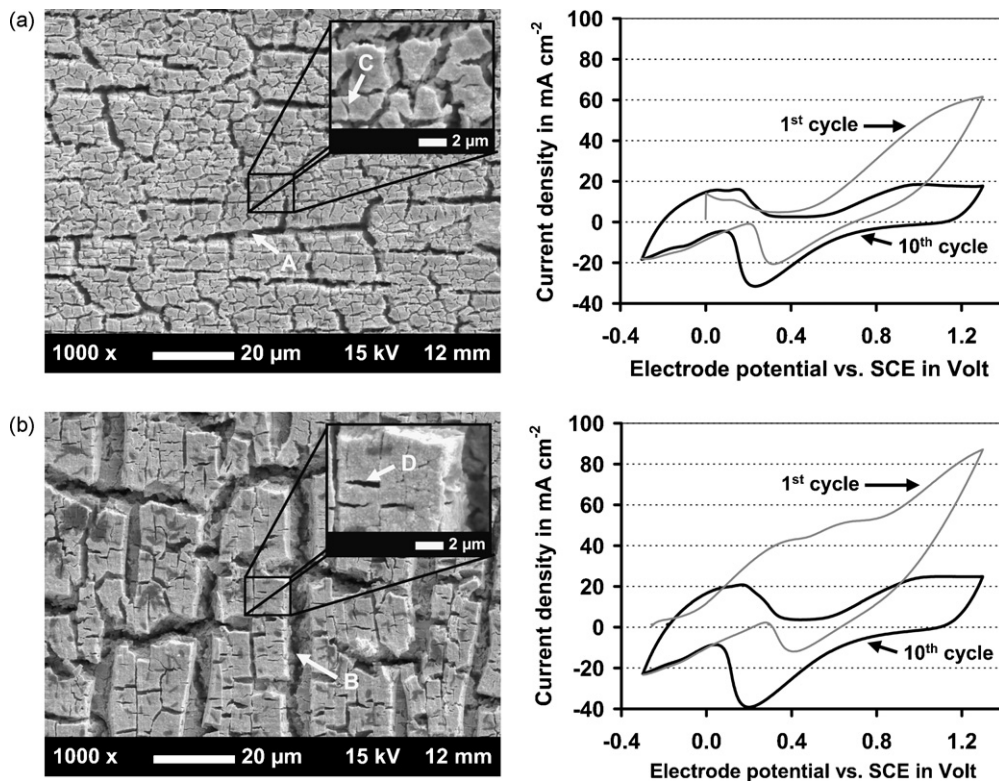 (a)
C
2 µm
A
1000 x 20 µm 15 kV 12 mm
Current density in mA cm⁻²
100
80
60
40
20
0
-20
-40
1st cycle
10th cycle
-0.4 0.0 0.4 0.8 1.2
Electrode potential vs. SCE in Volt
(b)
D
2 µm
B
1000 x 20 µm 15 kV 12 mm
Current density in mA cm⁻²
100
80
60
40
20
0
-20
-40
1st cycle
10th cycle
-0.4 0.0 0.4 0.8 1.2
Electrode potential vs. SCE in Volt